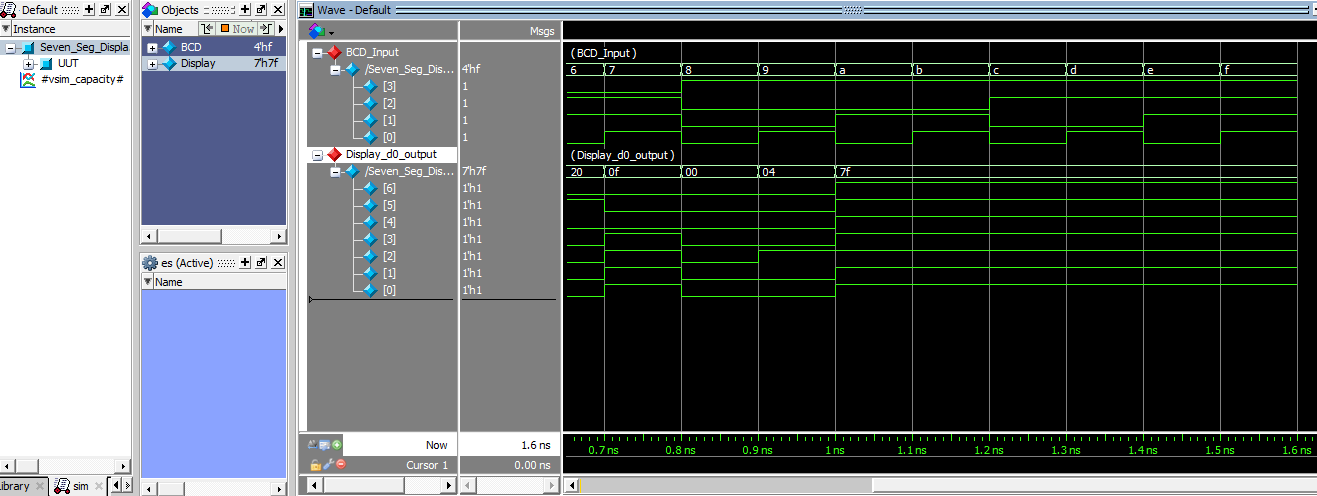 Default
Instance
Seven_Seg_Displa
UUT
#vsim_capacity#
Library
sim
Objects
Name
Now
BCD 4'hf
Display 7'h7f
es (Active)
Name
Wave - Default
Msgs
BCD_Input
/Seven_Seg_Dis... 4'hf
[3] 1
[2] 1
[1] 1
[0] 1
Display_d0_output
/Seven_Seg_Dis... 7'h7f
[6] 1'h1
[5] 1'h1
[4] 1'h1
[3] 1'h1
[2] 1'h1
[1] 1'h1
[0] 1'h1
Now 1.6 ns
Cursor 1 0.00 ns
( BCD_Input )
6 7 8 9 a b c d e f
( Display_d0_output )
20 0f 00 04 7f
0.7 ns 0.8 ns 0.9 ns 1 ns 1.1 ns 1.2 ns 1.3 ns 1.4 ns 1.5 ns 1.6 ns